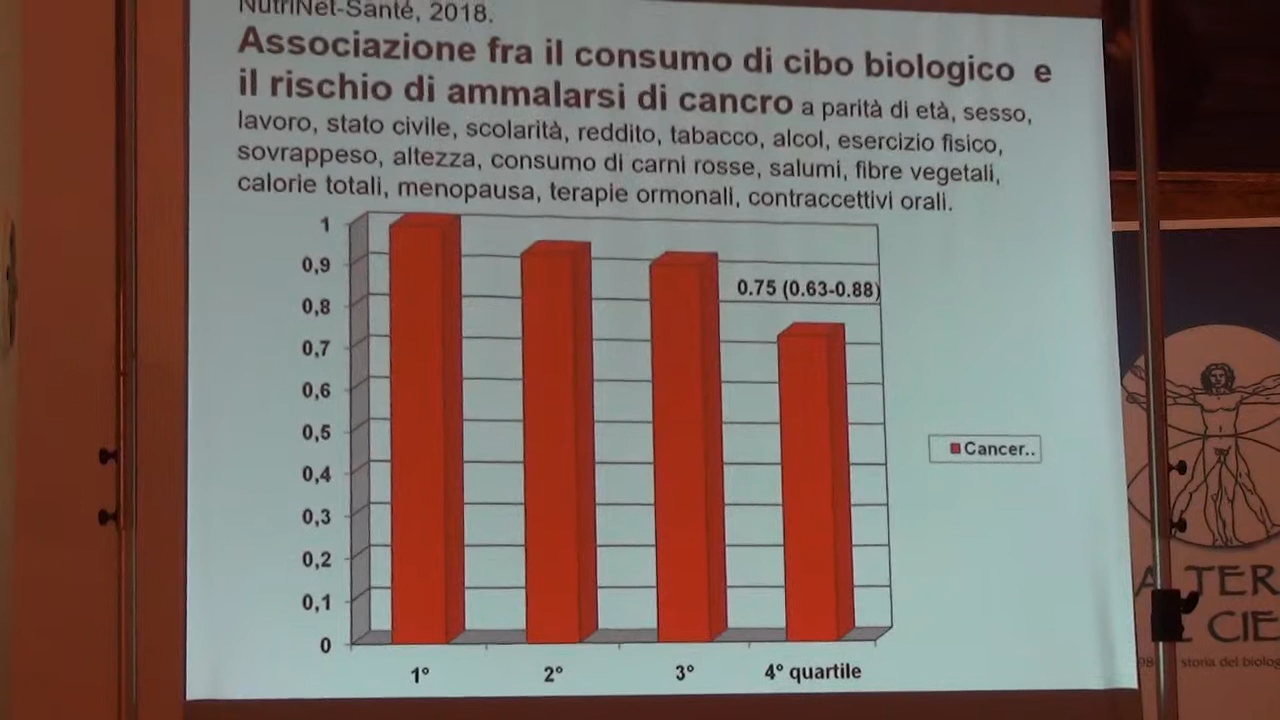 NutriNet-Santé, 2018.
Associazione fra il consumo di cibo biologico e
il rischio di ammalarsi di cancro a parità di età, sesso,
lavoro, stato civile, scolarità, reddito, tabacco, alcol, esercizio fisico,
sovrappeso, altezza, consumo di carni rosse, salumi, fibre vegetali,
calorie totali, menopausa, terapie ormonali, contraccettivi orali.
1
0,9
0,8
0,7
0,6
0,5
0,4
0,3
0,2
0,1
0
0.75 (0.63-0.88)
Cancer..
1° 2° 3° 4° quartile
A TER
CIE
storia del biolog